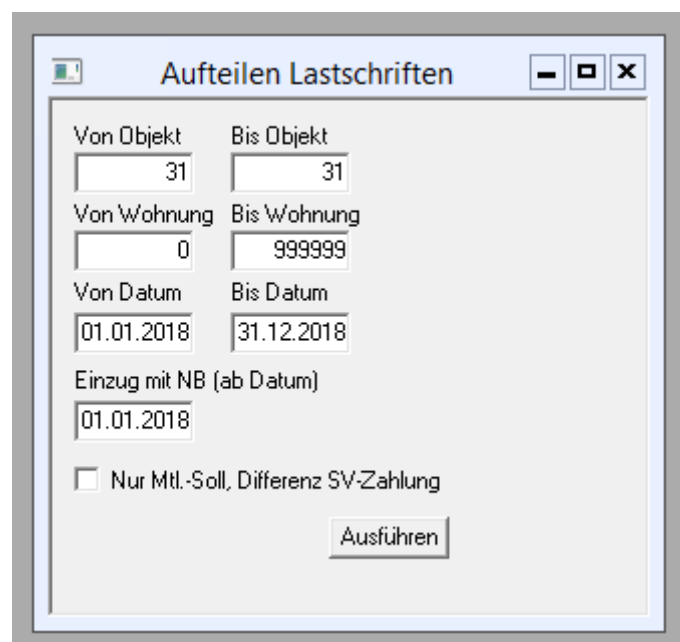 Aufteilen Lastschriften
Von Objekt Bis Objekt
31 31
Von Wohnung Bis Wohnung
0 999999
Von Datum Bis Datum
01.01.2018 31.12.2018
Einzug mit NB (ab Datum)
01.01.2018
Nur Mtl.-Soll, Differenz SV-Zahlung
Ausführen